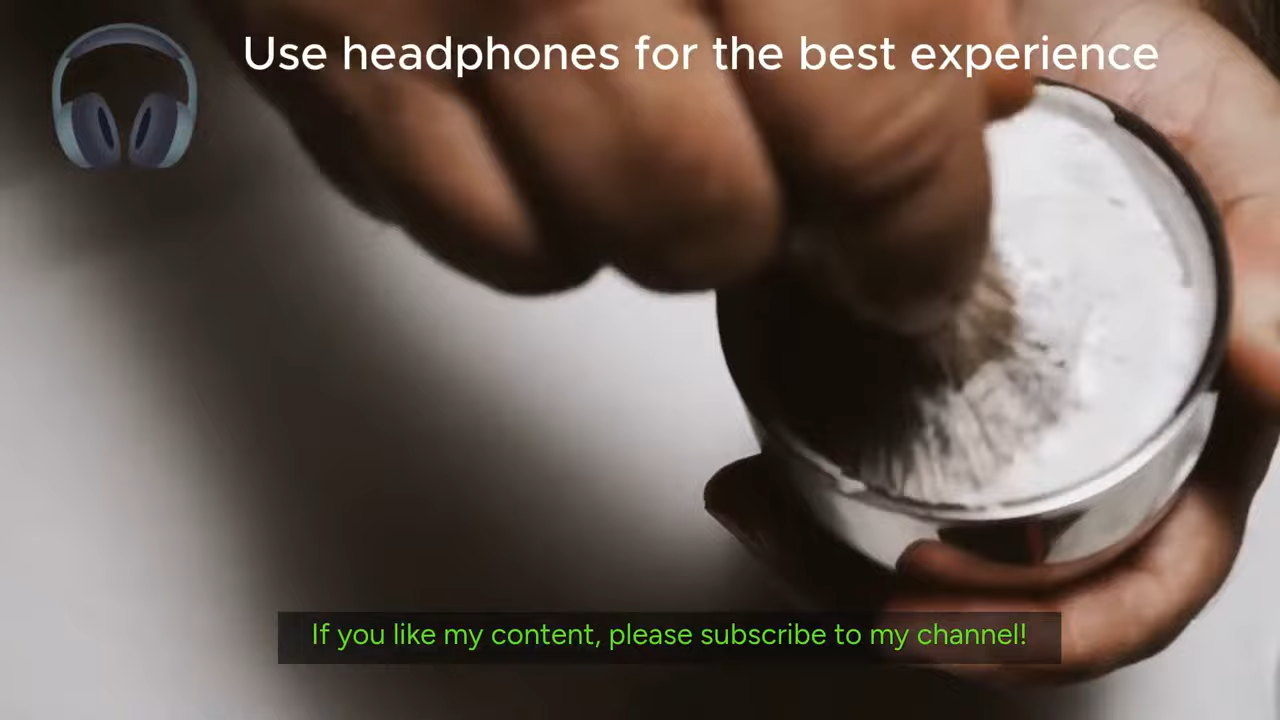 Use headphones for the best experience
If you like my content, please subscribe to my channel!